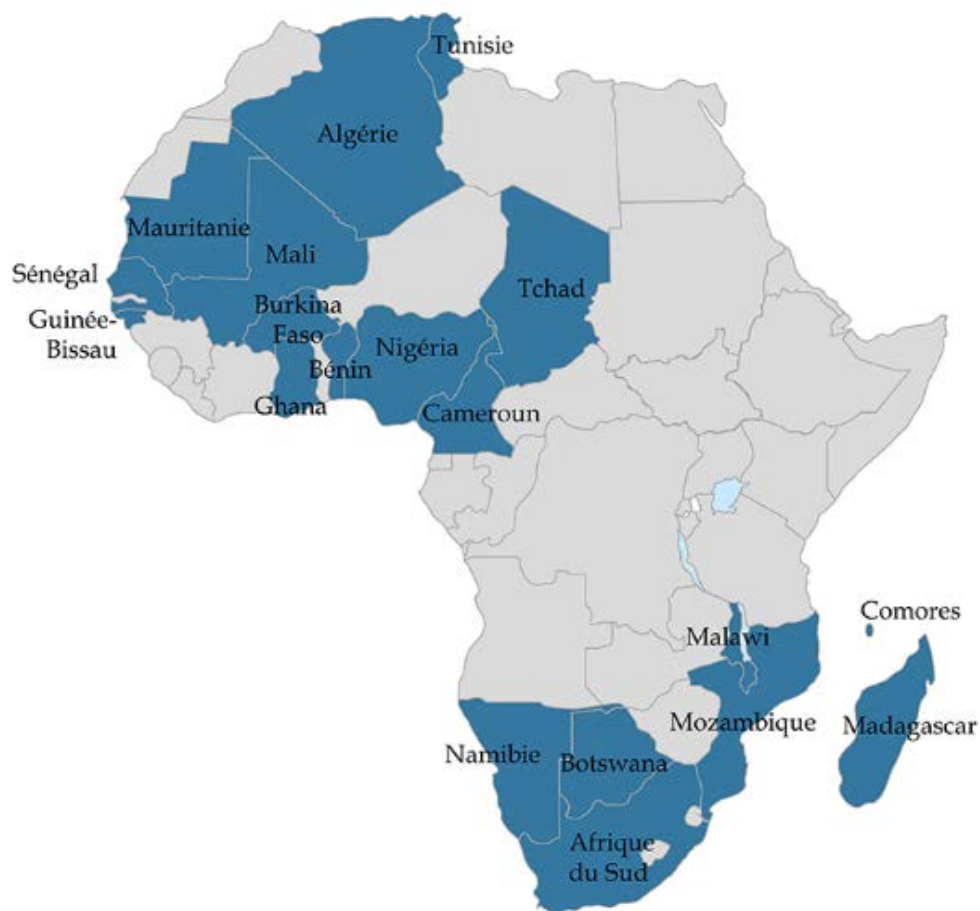 Tunisie
Algérie
Mauritanie
Mali
Sénégal
Tchad
Burkina
Faso
Guinée-
Bissau
Nigéria
Bénin
Ghana
Cameroun
Comores
Malawi
Mozambique
Madagascar
Namibie
Botswana
Afrique
du Sud